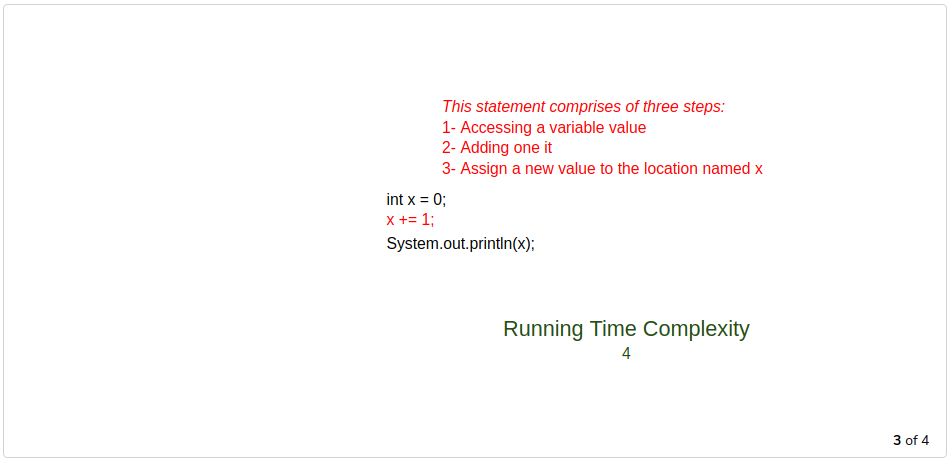 This statement comprises of three steps:
1- Accessing a variable value
2- Adding one it
3- Assign a new value to the location named x
int x = 0;
x += 1;
System.out.println(x);
Running Time Complexity
4
3 of 4